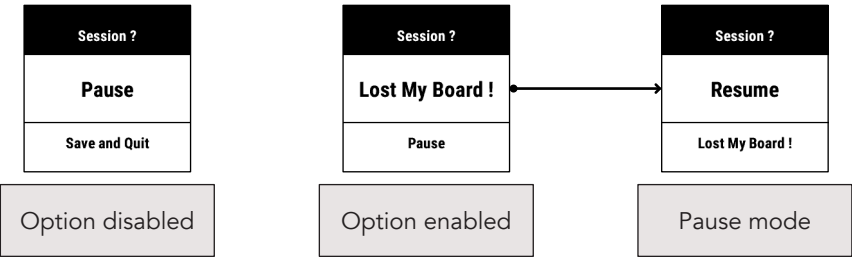 Session ?
Pause
Save and Quit
Option disabled
Session ?
Lost My Board !
Pause
Option enabled
Session ?
Resume
Lost My Board !
Pause mode